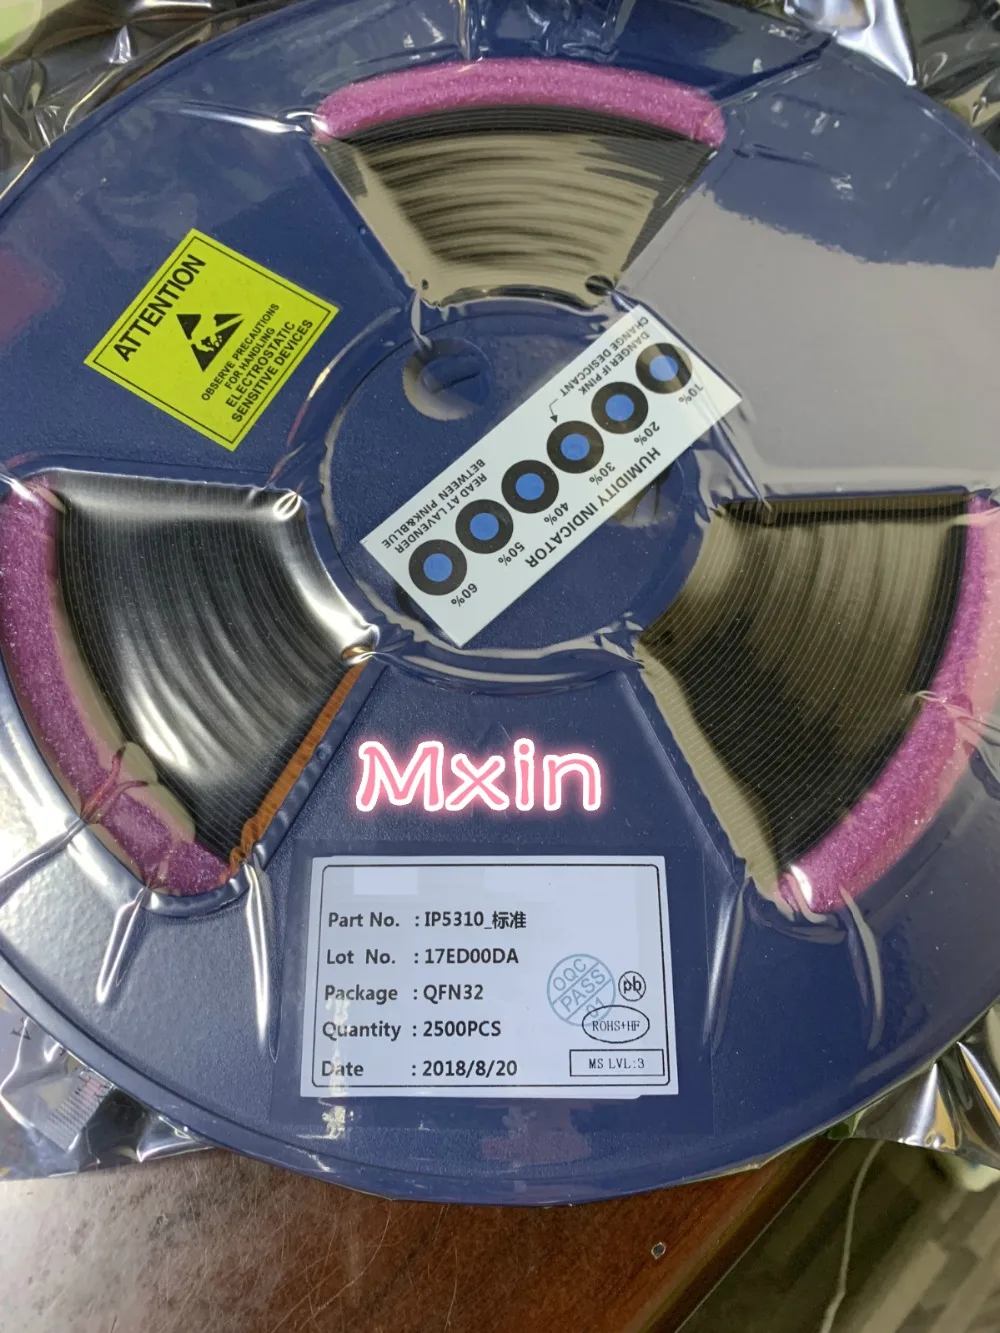 ATTENTION
OBSERVE PRECAUTIONS
FOR HANDLING
ELECTROSTATIC
SENSITIVE DEVICES
HUMIDITY INDICATOR
60%
50%
40%
30%
20%
10%
READ AT LAVENDER
BETWEEN PINK&BLUE
DANGER IF PINK
CHANGE DESICCANT
Mxin
Part No. : IP5310_标准
Lot No. : 17ED00DA
Package : QFN32
Quantity : 2500PCS
Date : 2018/8/20
OQC
PASS
01
pb
ROHS+HF
MS LVL:3